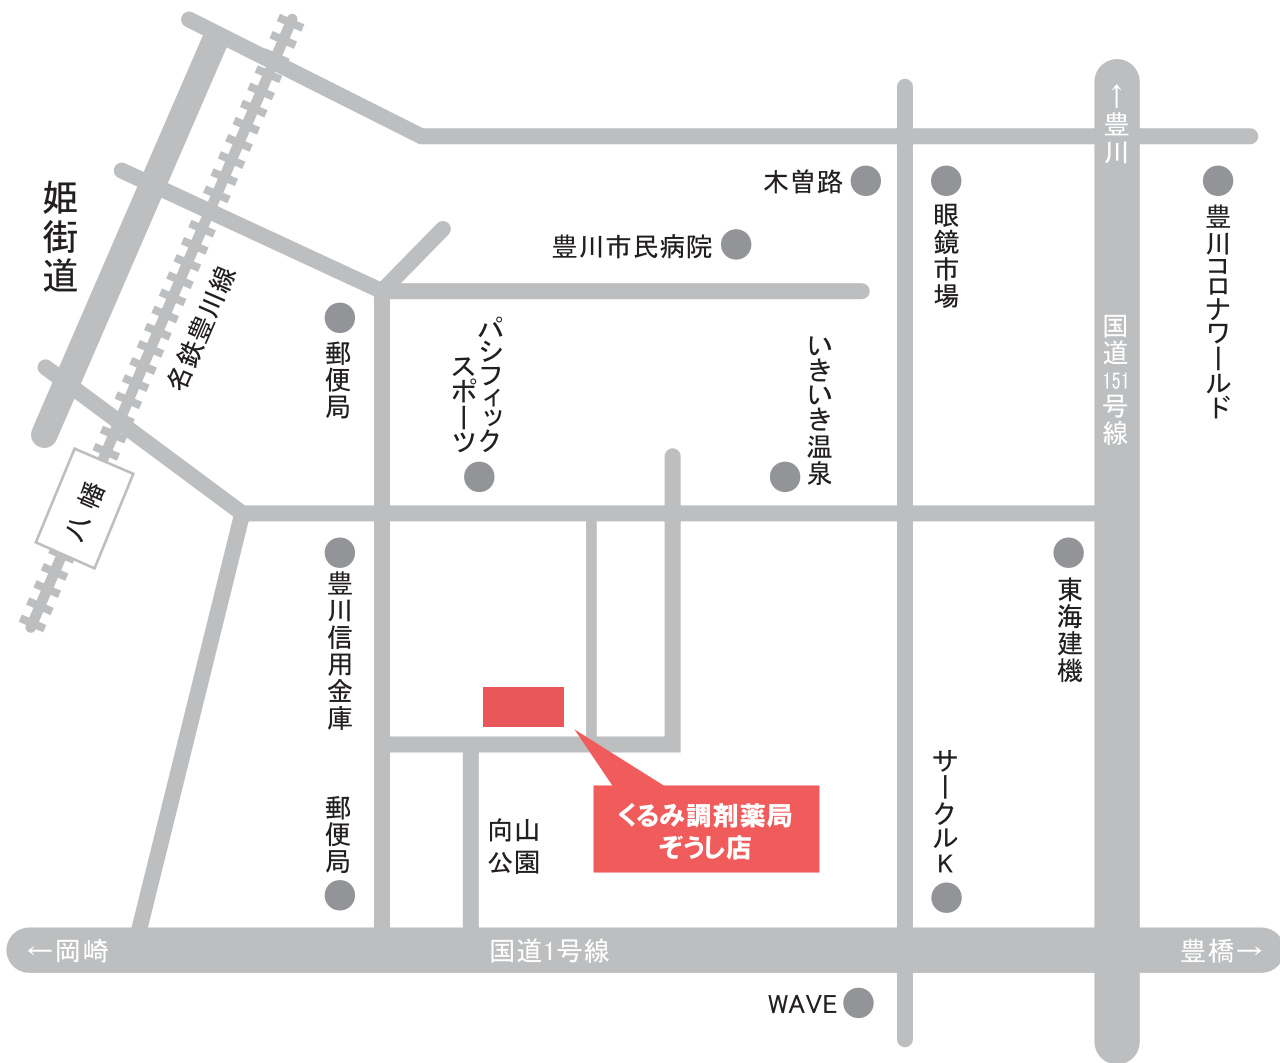 ↑豊川
木曽路
眼鏡市場
豊川コロナワールド
姫街道
豊川市民病院
名鉄豊川線
郵便局
パシフィック
スポーツ
いきいき温泉
国道151号線
八幡
豊川信用金庫
東海建機
くるみ調剤薬局
ぞうし店
サークルK
郵便局
向山
公園
←岡崎
国道1号線
豊橋→
WAVE